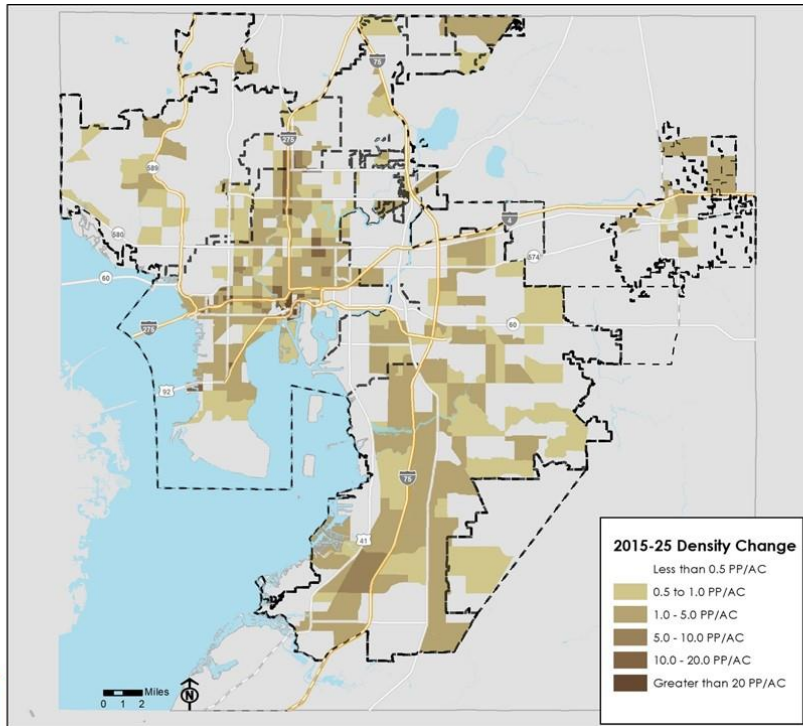 75
275
589
580
4
574
60
60
275
92
75
41
2015-25 Density Change
Less than 0.5 PP/AC
0.5 to 1.0 PP/AC
1.0 - 5.0 PP/AC
5.0 - 10.0 PP/AC
10.0 - 20.0 PP/AC
Greater than 20 PP/AC
Miles
0 1 2
N